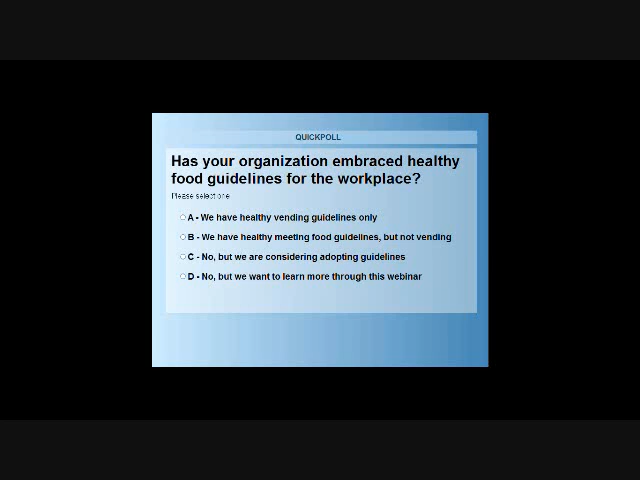 QUICKPOLL
Has your organization embraced healthy
food guidelines for the workplace?
Please select one
A - We have healthy vending guidelines only
B - We have healthy meeting food guidelines, but not vending
C - No, but we are considering adopting guidelines
D - No, but we want to learn more through this webinar